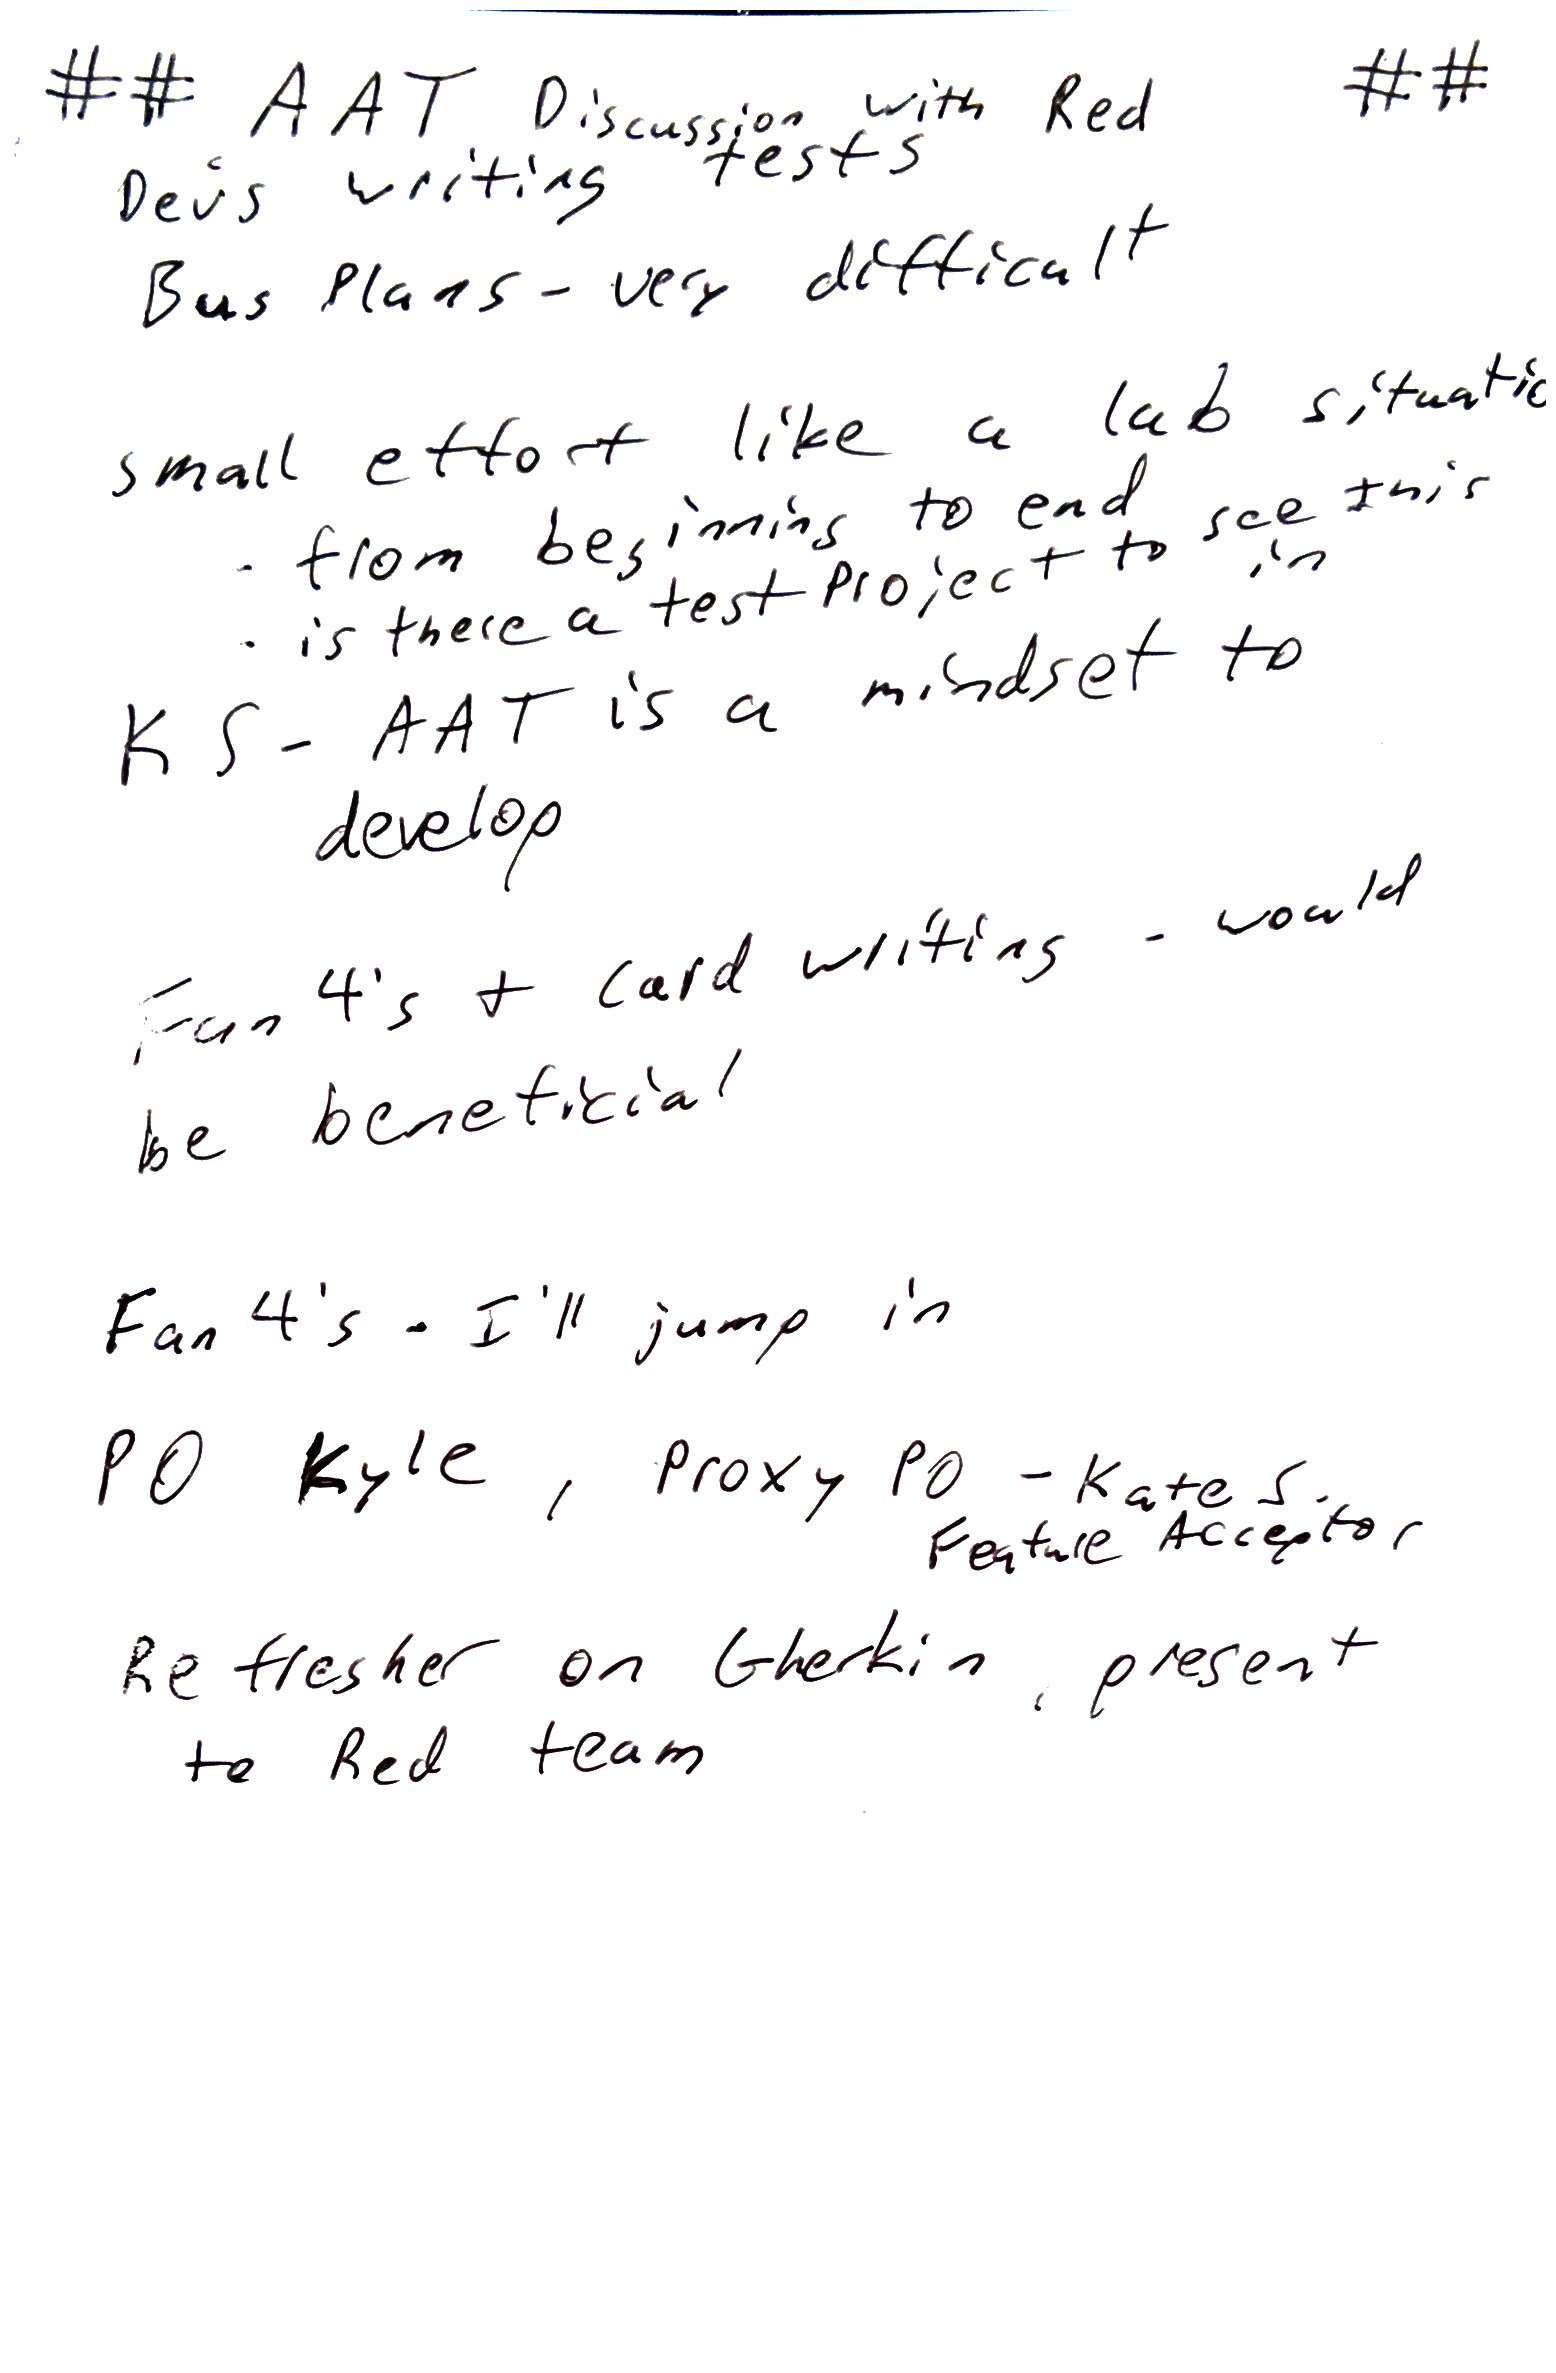 ## AAT Discussion with Red ##
Dev's writing tests
Bus Plans - very difficult
small effort like a lab situatio
. from beginning to end see this
. is there a test project to in
KS - AAT is a mindset to
develop
Fan 4's + card writing - would
be beneficial
Fan 4's - I'll jump in
PO Kyle, Proxy PO - Kate S.
Feature Acceptor
Refresher on Gherkin, present
to Red team